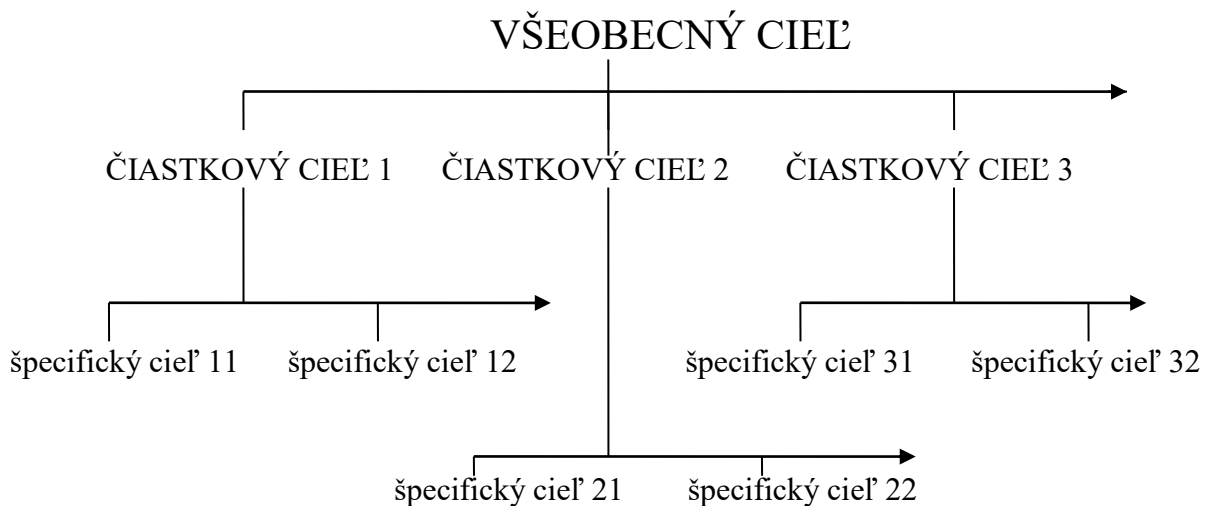 VŠEOBECNÝ CIEĽ
ČIASTKOVÝ CIEĽ 1
ČIASTKOVÝ CIEĽ 2
ČIASTKOVÝ CIEĽ 3
špecifický cieľ 11
špecifický cieľ 12
špecifický cieľ 31
špecifický cieľ 32
špecifický cieľ 21
špecifický cieľ 22